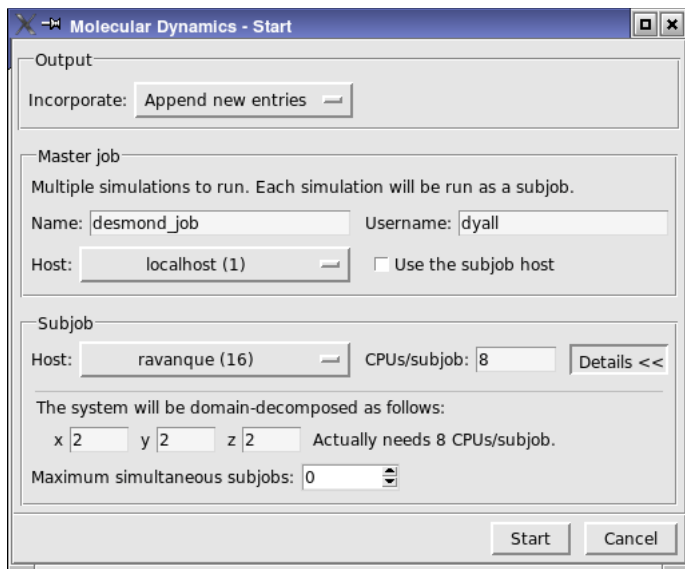 Molecular Dynamics - Start
Output
Incorporate: Append new entries
Master job
Multiple simulations to run. Each simulation will be run as a subjob.
Name: desmond_job Username: dyall
Host: localhost (1) Use the subjob host
Subjob
Host: ravanque (16) CPUs/subjob: 8 Details <<
The system will be domain-decomposed as follows:
x 2 y 2 z 2 Actually needs 8 CPUs/subjob.
Maximum simultaneous subjobs: 0
Start Cancel